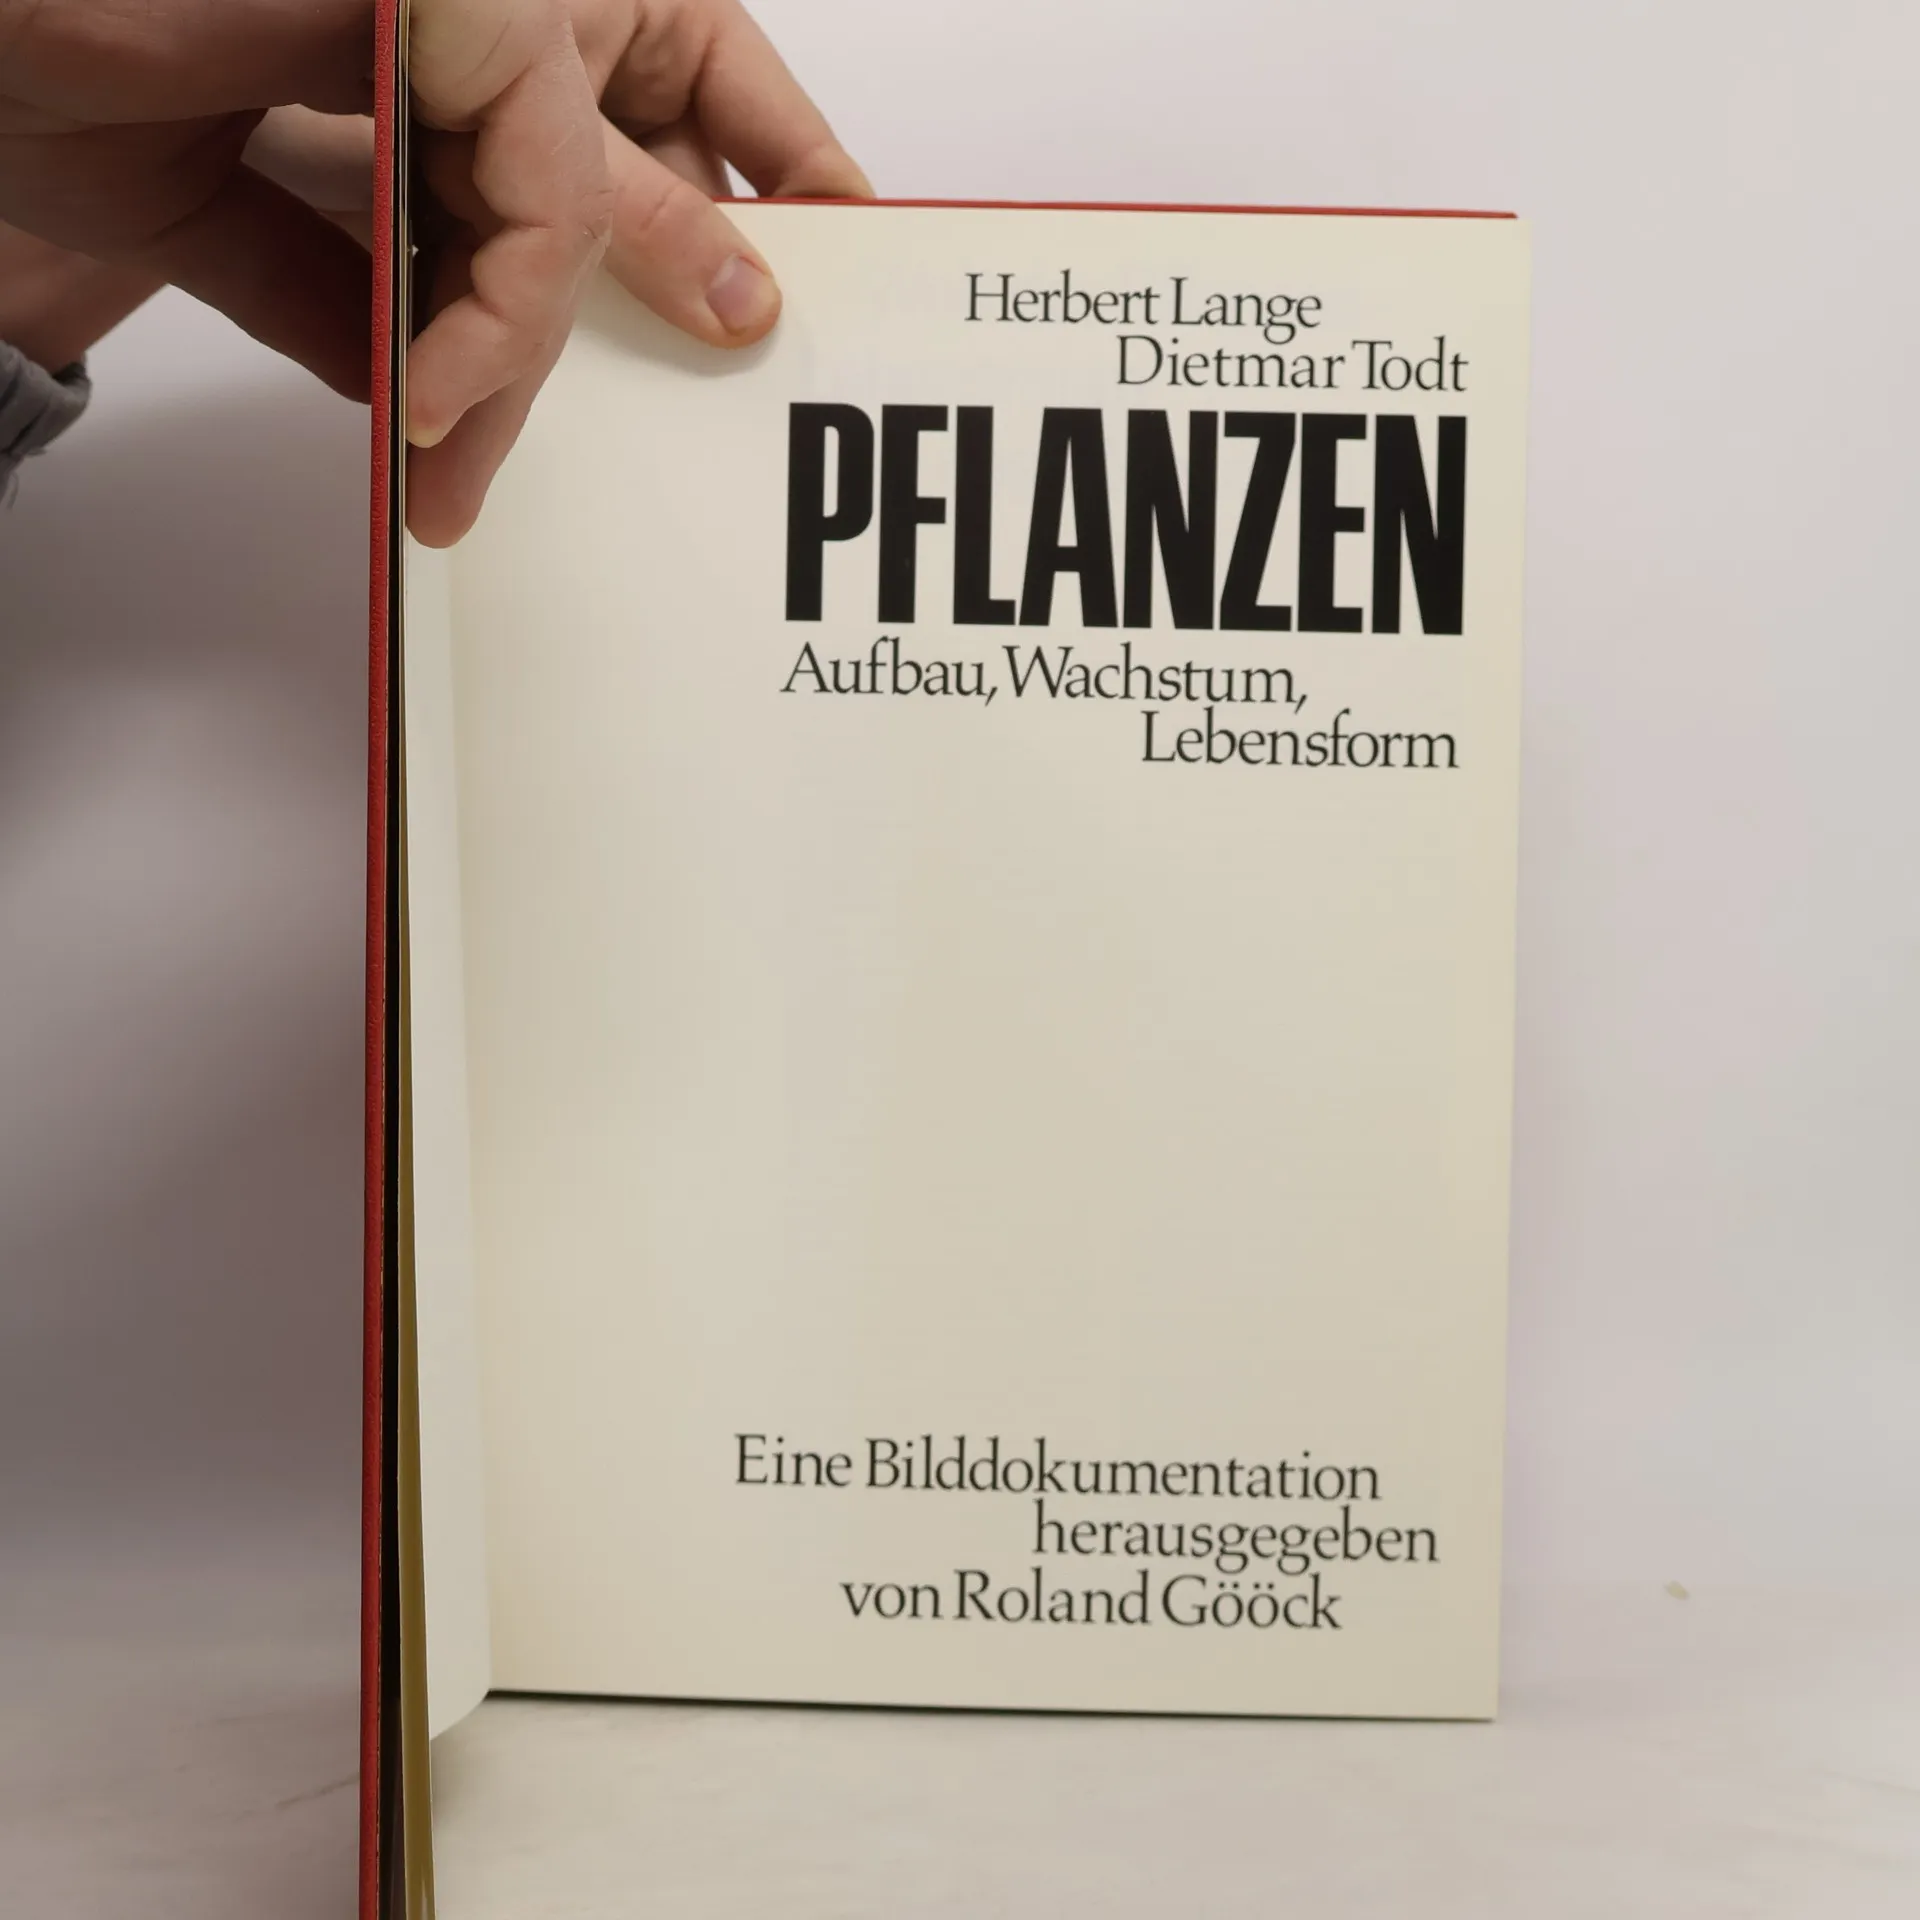 Herbert Lange
Dietmar Todt
PFLANZEN
Aufbau, Wachstum,
Lebensform
Eine Bilddokumentation
herausgegeben
von Roland Gööck